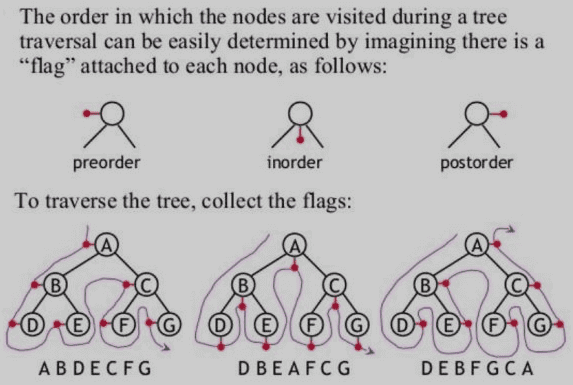 The order in which the nodes are visited during a tree
traversal can be easily determined by imagining there is a
“flag” attached to each node, as follows:
preorder
inorder
postorder
To traverse the tree, collect the flags:
A
B
C
D
E
F
G
A
B
C
D
E
F
G
A
B
C
D
E
F
G
A B D E C F G
D B E A F C G
D E B F G C A